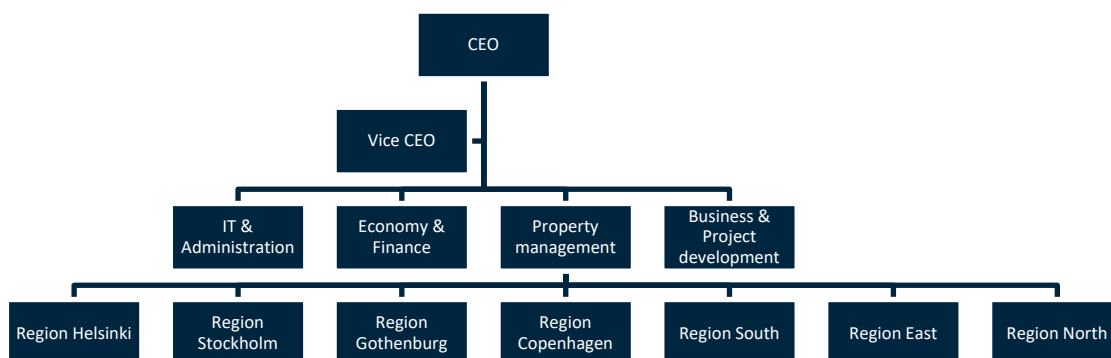 CEO
Vice CEO
IT &
Administration
Economy &
Finance
Property
management
Business &
Project
development
Region Helsinki
Region
Stockholm
Region
Gothenburg
Region
Copenhagen
Region South
Region East
Region North